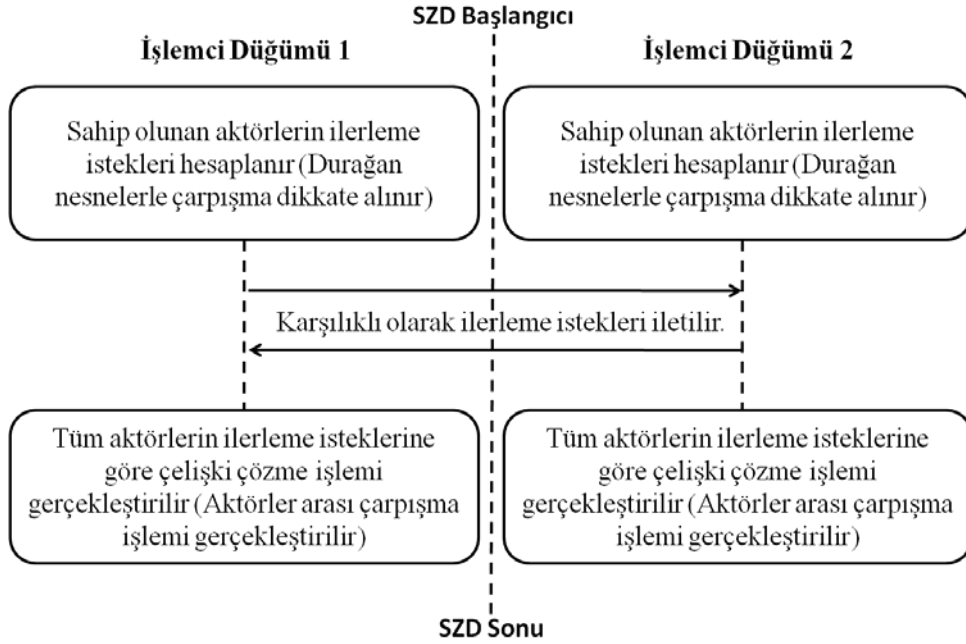 SZD Başlangıcı
İşlemci Düğümü 1
Sahip olunan aktörlerin ilerleme
istekleri hesaplanır (Durağan
nesnelerle çarpışma dikkate alınır)
İşlemci Düğümü 2
Sahip olunan aktörlerin ilerleme
istekleri hesaplanır (Durağan
nesnelerle çarpışma dikkate alınır)
Karşılıklı olarak ilerleme istekleri iletilir.
Tüm aktörlerin ilerleme isteklerine
göre çelişki çözme işlemi
gerçekleştirilir (Aktörler arası çarpışma
işlemi gerçekleştirilir)
Tüm aktörlerin ilerleme isteklerine
göre çelişki çözme işlemi
gerçekleştirilir (Aktörler arası çarpışma
işlemi gerçekleştirilir)
SZD Sonu